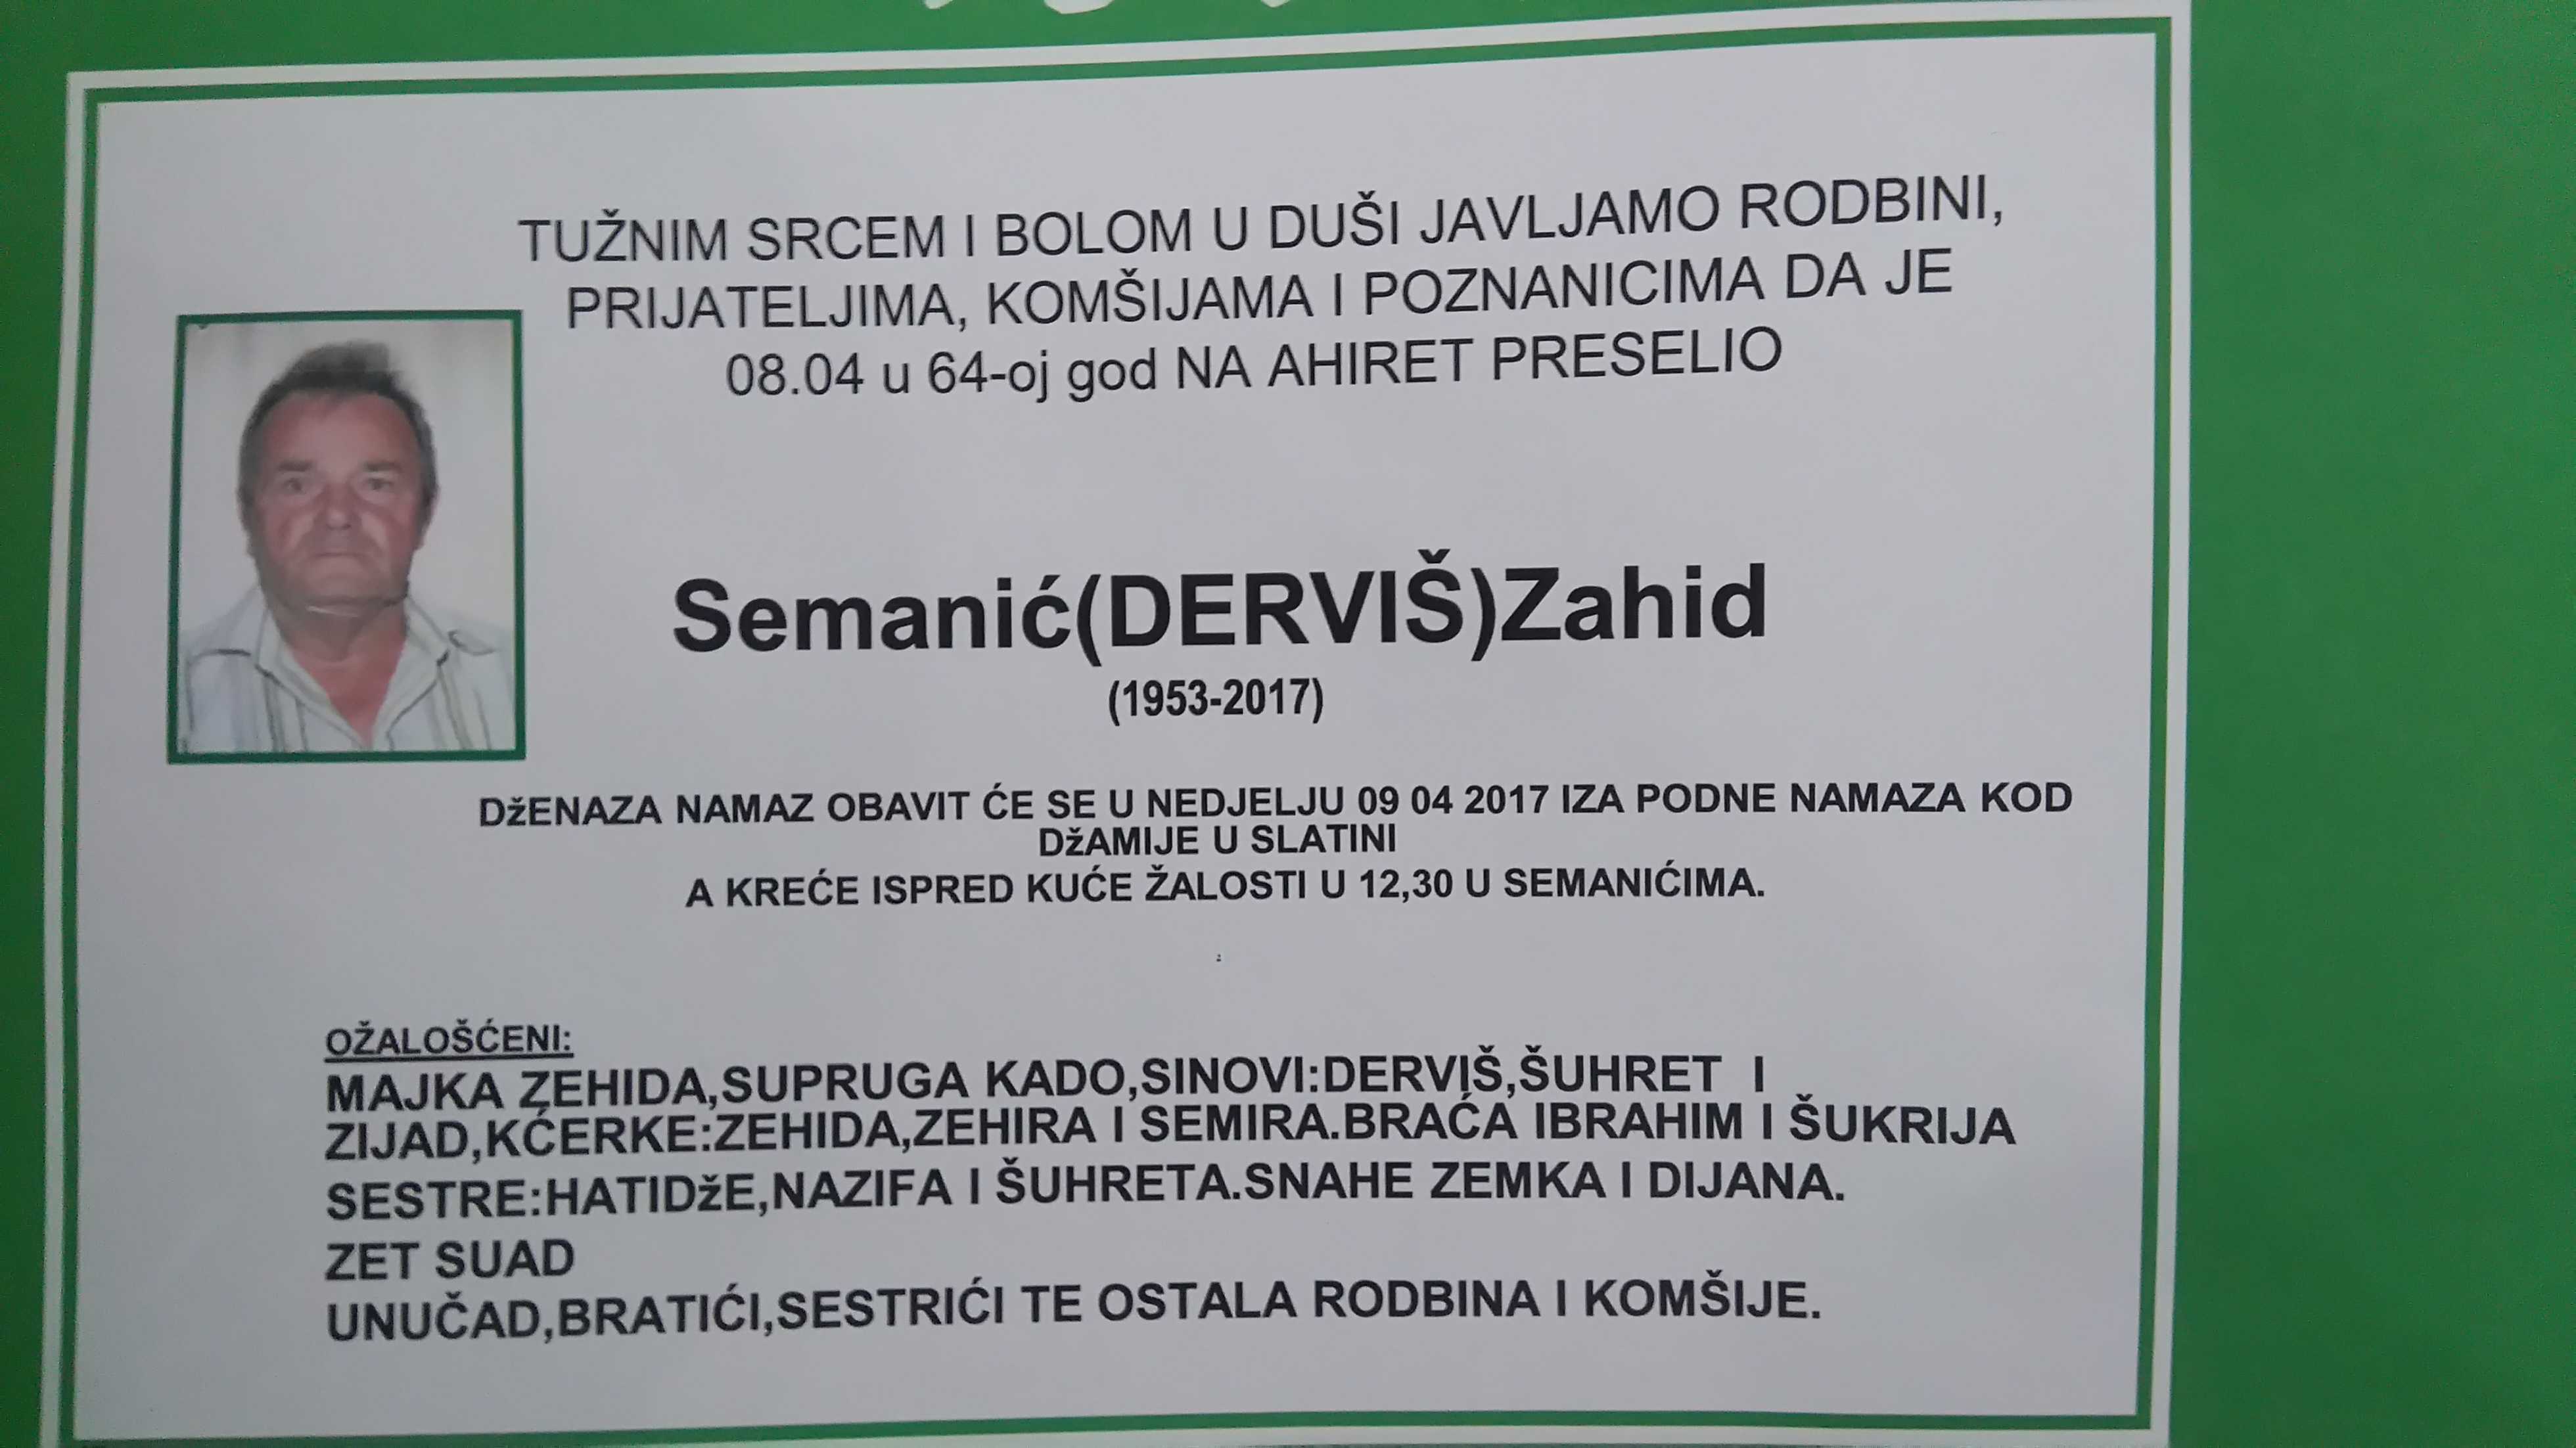 TUŽNIM SRCEM I BOLOM U DUŠI JAVLJAMO RODBINI,
PRIJATELJIMA, KOMŠIJAMA I POZNANICIMA DA JE
08.04 u 64-oj god NA AHIRET PRESELIO
Semanić(DERVIŠ)Zahid
(1953-2017)
DžENAZA NAMAZ OBAVIT ĆE SE U NEDJELJU 09 04 2017 IZA PODNE NAMAZA KOD
DžAMIJE U SLATINI
A KREĆE ISPRED KUĆE ŽALOSTI U 12,30 U SEMANIĆIMA.
OŽALOŠĆENI:
MAJKA ZEHIDA,SUPRUGA KADO,SINOVI:DERVIŠ,ŠUHRET I
ZIJAD,KĆERKE:ZEHIDA,ZEHIRA I SEMIRA.BRAĆA IBRAHIM I ŠUKRIJA
SESTRE:HATIDžE,NAZIFA I ŠUHRETA.SNAHE ZEMKA I DIJANA.
ZET SUAD
UNUČAD,BRATIĆI,SESTRIĆI TE OSTALA RODBINA I KOMŠIJE.